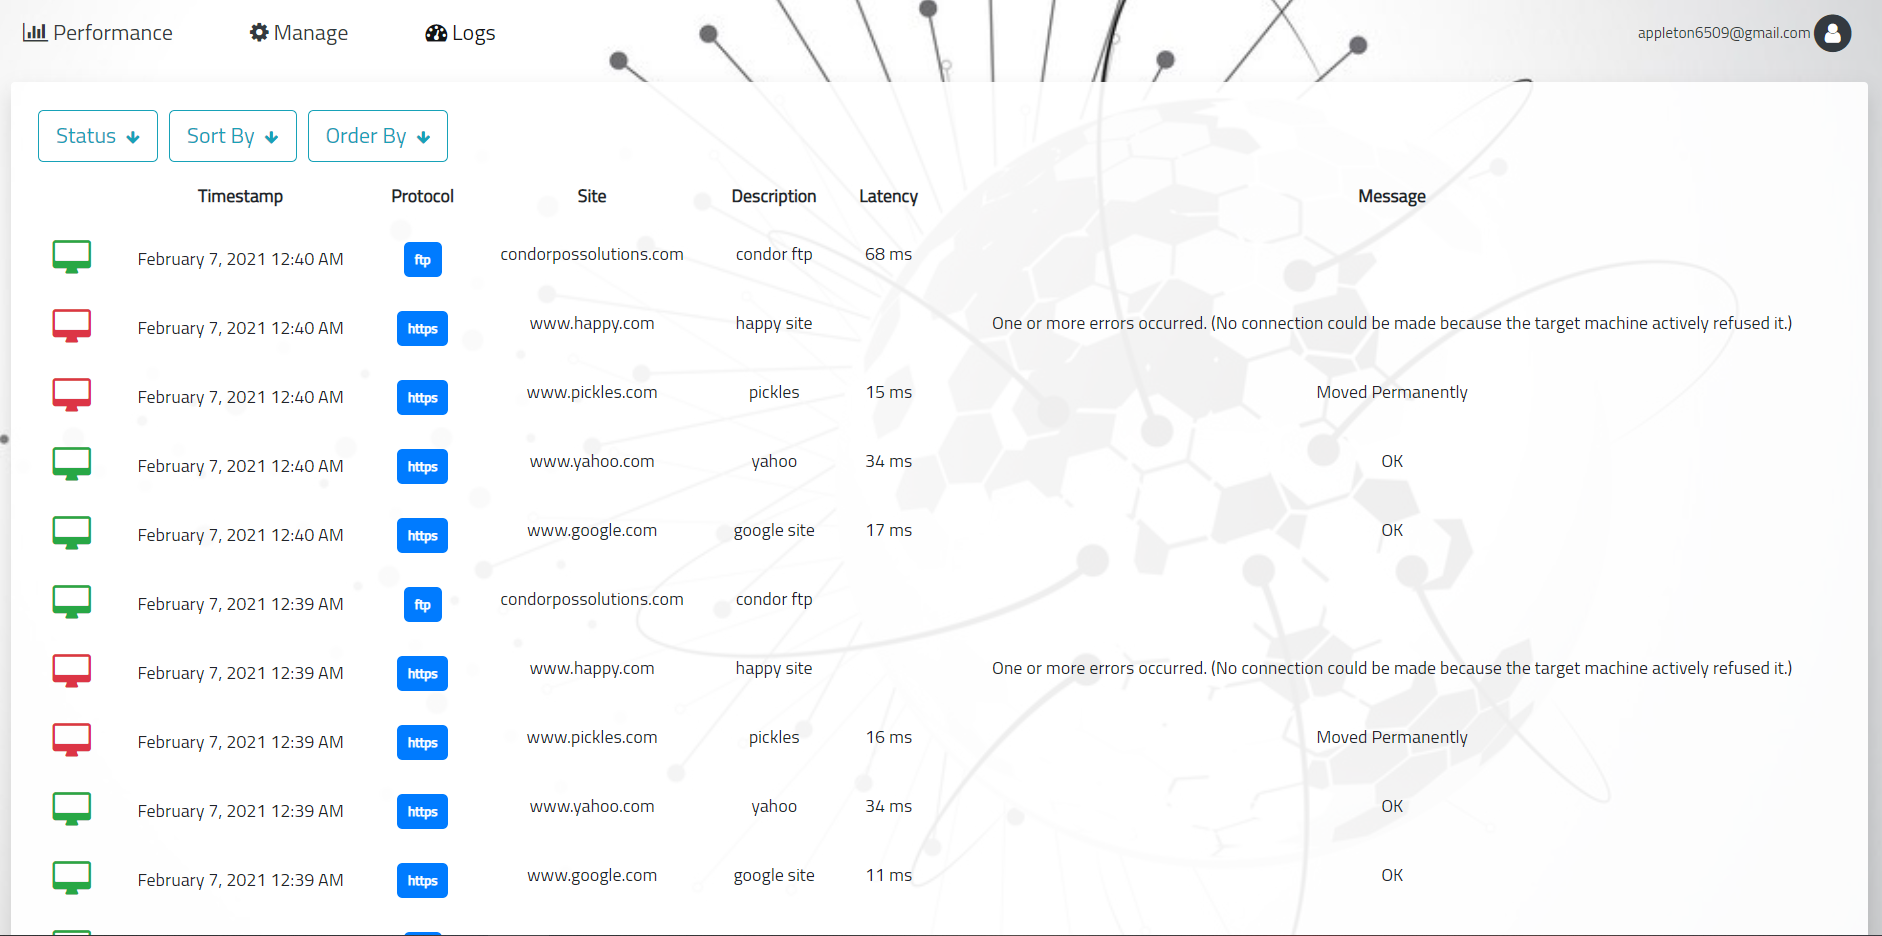 Performance Manage Logs appleton6509@gmail.com
Status Sort By Order By
Timestamp Protocol Site Description Latency Message
February 7, 2021 12:40 AM ftp condorpossolutions.com condor ftp 68 ms
February 7, 2021 12:40 AM https www.happy.com happy site One or more errors occurred. (No connection could be made because the target machine actively refused it.)
February 7, 2021 12:40 AM https www.pickles.com pickles 15 ms Moved Permanently
February 7, 2021 12:40 AM https www.yahoo.com yahoo 34 ms OK
February 7, 2021 12:40 AM https www.google.com google site 17 ms OK
February 7, 2021 12:39 AM ftp condorpossolutions.com condor ftp
February 7, 2021 12:39 AM https www.happy.com happy site One or more errors occurred. (No connection could be made because the target machine actively refused it.)
February 7, 2021 12:39 AM https www.pickles.com pickles 16 ms Moved Permanently
February 7, 2021 12:39 AM https www.yahoo.com yahoo 34 ms OK
February 7, 2021 12:39 AM https www.google.com google site 11 ms OK